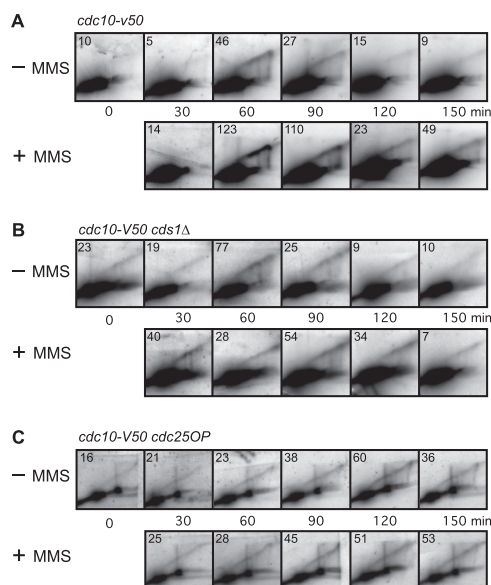 A
cdc10-v50
− MMS
10 5 46 27 15 9
0 30 60 90 120 150 min
+ MMS
14 123 110 23 49
B
cdc10-V50 cds1Δ
− MMS
23 19 77 25 9 10
0 30 60 90 120 150 min
+ MMS
40 28 54 34 7
C
cdc10-V50 cdc25OP
− MMS
16 21 23 38 60 36
0 30 60 90 120 150 min
+ MMS
25 28 45 51 53